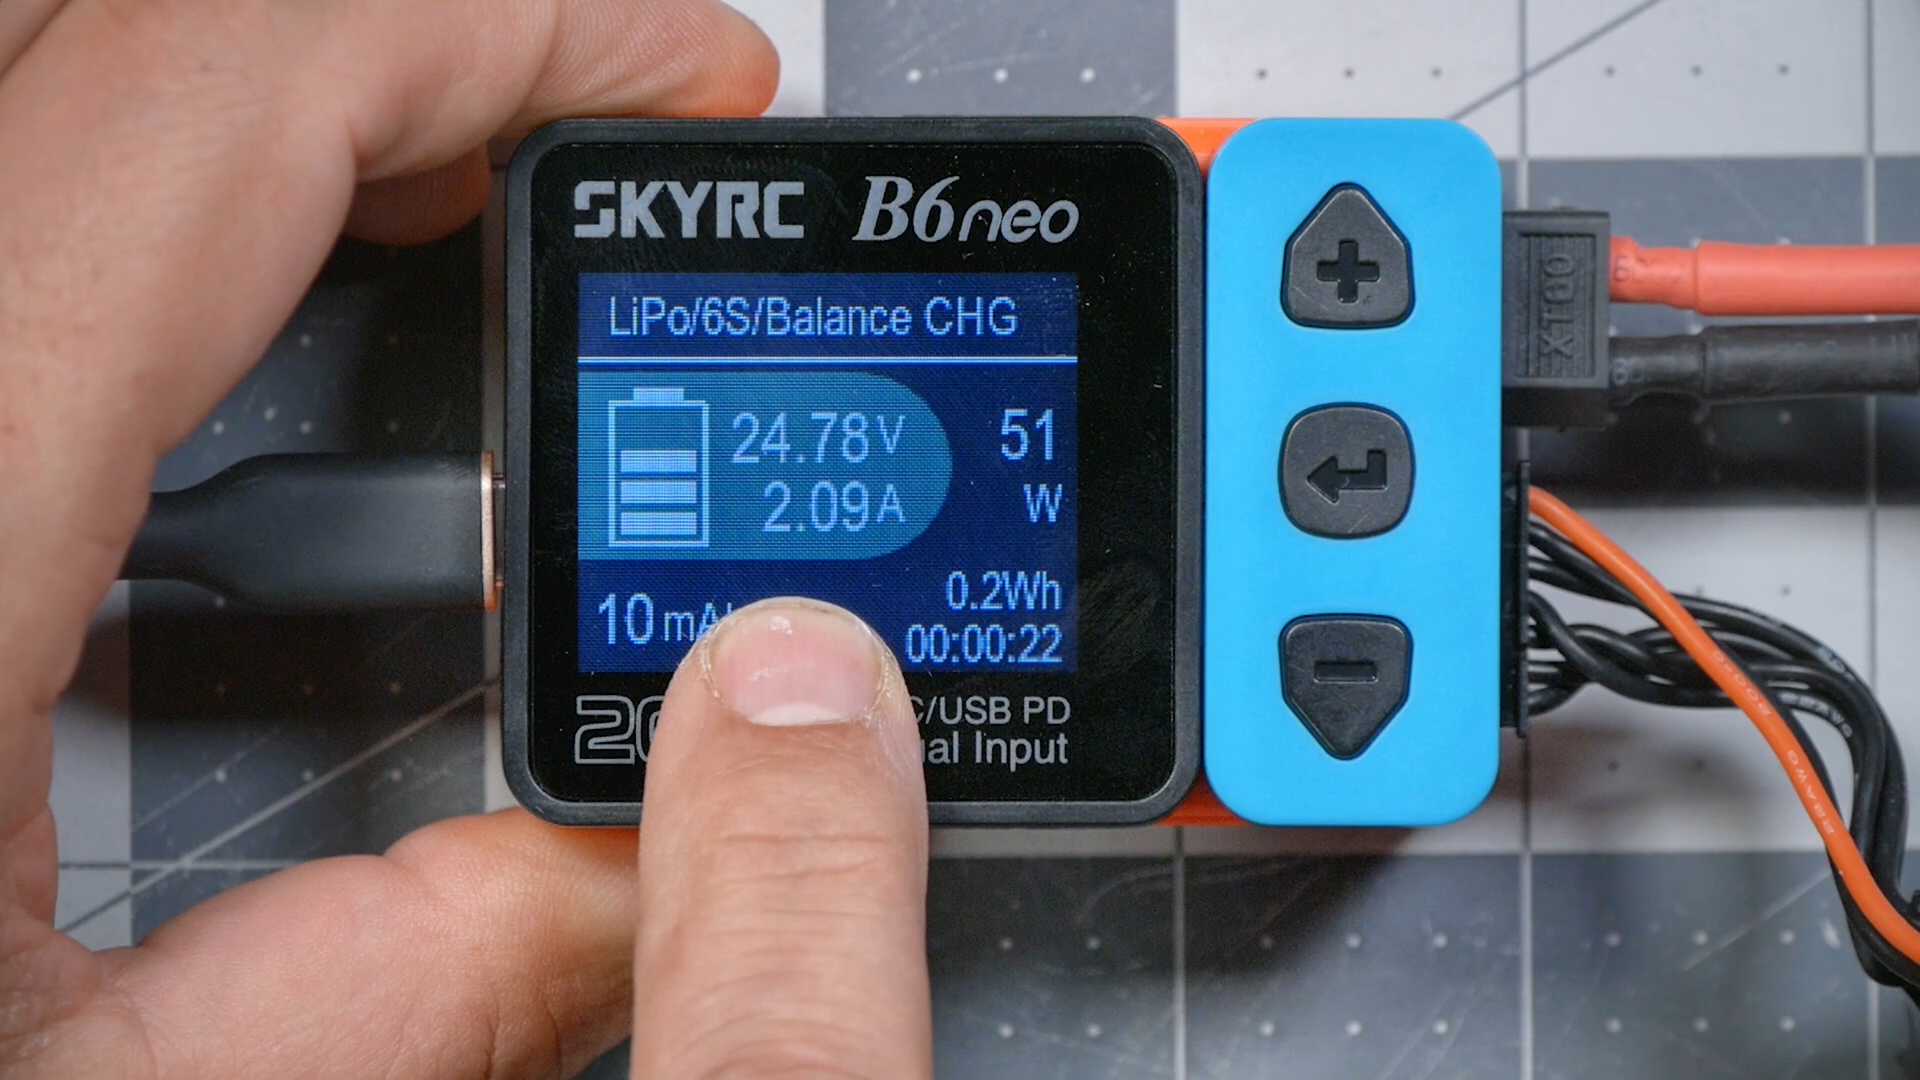 SKYRC B6neo
LiPo/6S/Balance CHG
24.78V
2.09A
51
W
10 mA
0.2Wh
00:00:22
C/USB PD
Input
XT60
22AWG